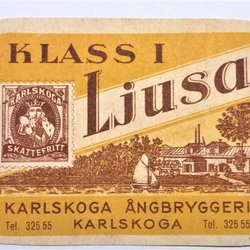 KLASS I
Ljusa
KARLSKOGA
SKATTEFRITT
KARLSKOGA ÅNGBRYGGERI
Tel. 325 55 KARLSKOGA Tel. 325 55